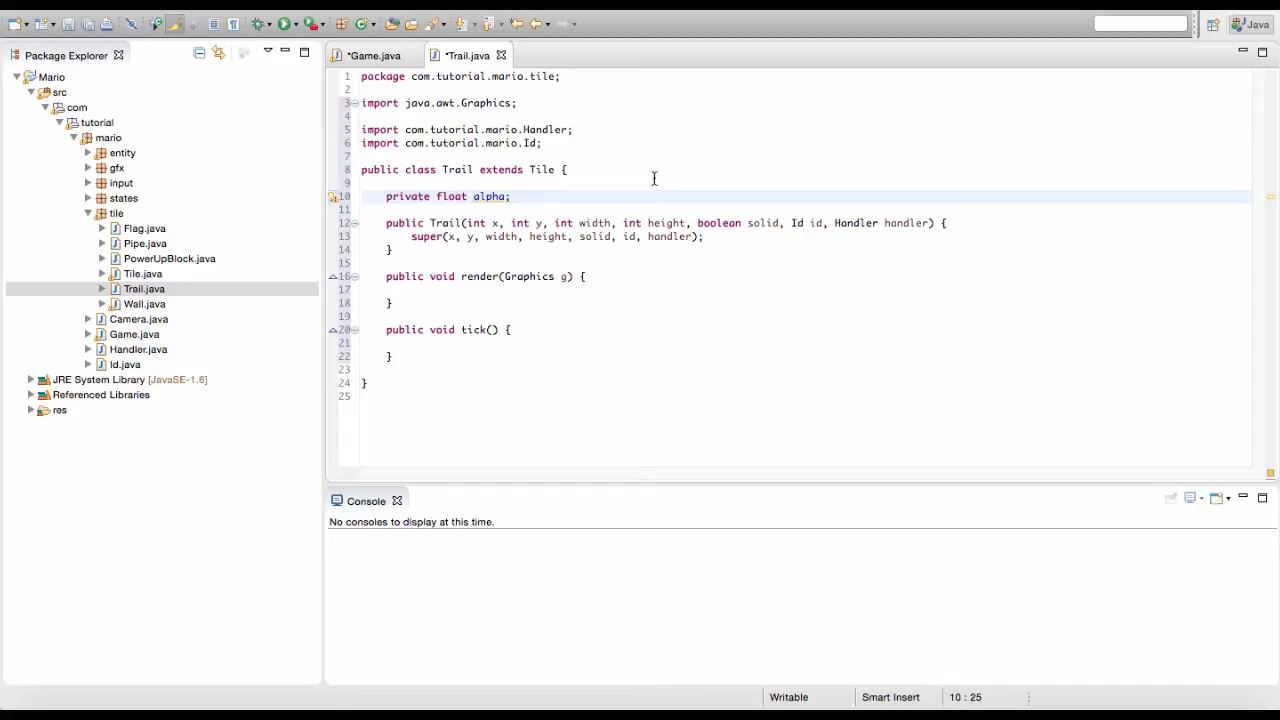 Java
Package Explorer
*Game.java
*Trail.java
Mario
src
com
tutorial
mario
entity
gfx
input
states
tile
Flag.java
Pipe.java
PowerUpBlock.java
Tile.java
Trail.java
Wall.java
Camera.java
Game.java
Handler.java
Id.java
JRE System Library [JavaSE-1.6]
Referenced Libraries
res
1 package com.tutorial.mario.tile;
2
3 import java.awt.Graphics;
4
5 import com.tutorial.mario.Handler;
6 import com.tutorial.mario.Id;
7
8 public class Trail extends Tile {
9
10 private float alpha;
11
12 public Trail(int x, int y, int width, int height, boolean solid, Id id, Handler handler) {
13 super(x, y, width, height, solid, id, handler);
14 }
15
16 public void render(Graphics g) {
17
18 }
19
20 public void tick() {
21
22 }
23
24 }
25
Console
No consoles to display at this time.
Writable
Smart Insert
10 : 25